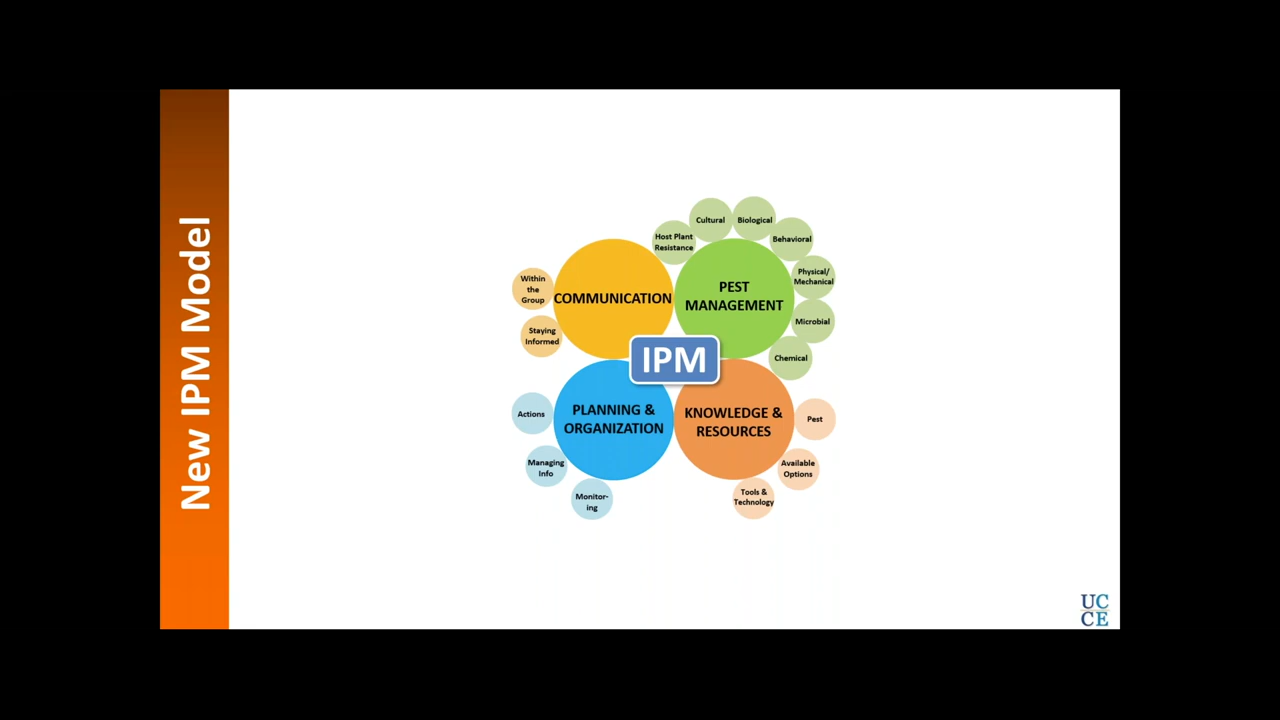 New IPM Model
Cultural
Biological
Host Plant
Resistance
Behavioral
Physical/
Mechanical
Microbial
Chemical
PEST
MANAGEMENT
COMMUNICATION
Within
the
Group
Staying
Informed
IPM
PLANNING &
ORGANIZATION
Actions
Managing
Info
Monitor-
ing
KNOWLEDGE &
RESOURCES
Pest
Available
Options
Tools &
Technology
UC
CE